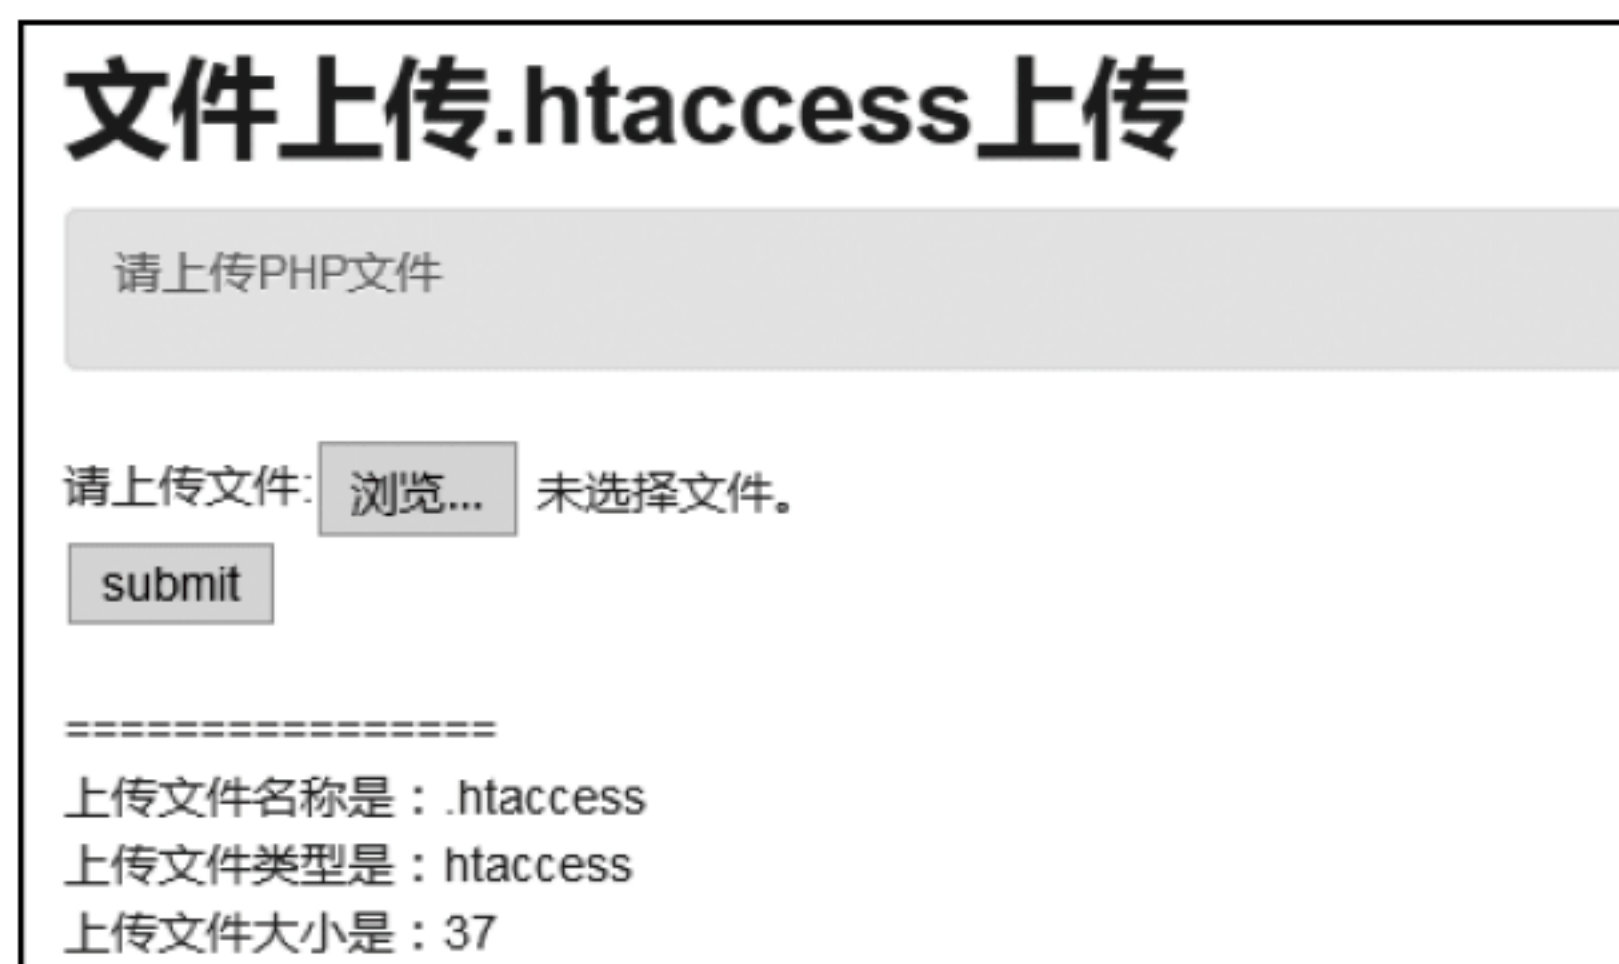 文件上传.htaccess上传
请上传PHP文件
请上传文件: 浏览... 未选择文件。
submit
================
上传文件名称是：.htaccess
上传文件类型是：htaccess
上传文件大小是：37